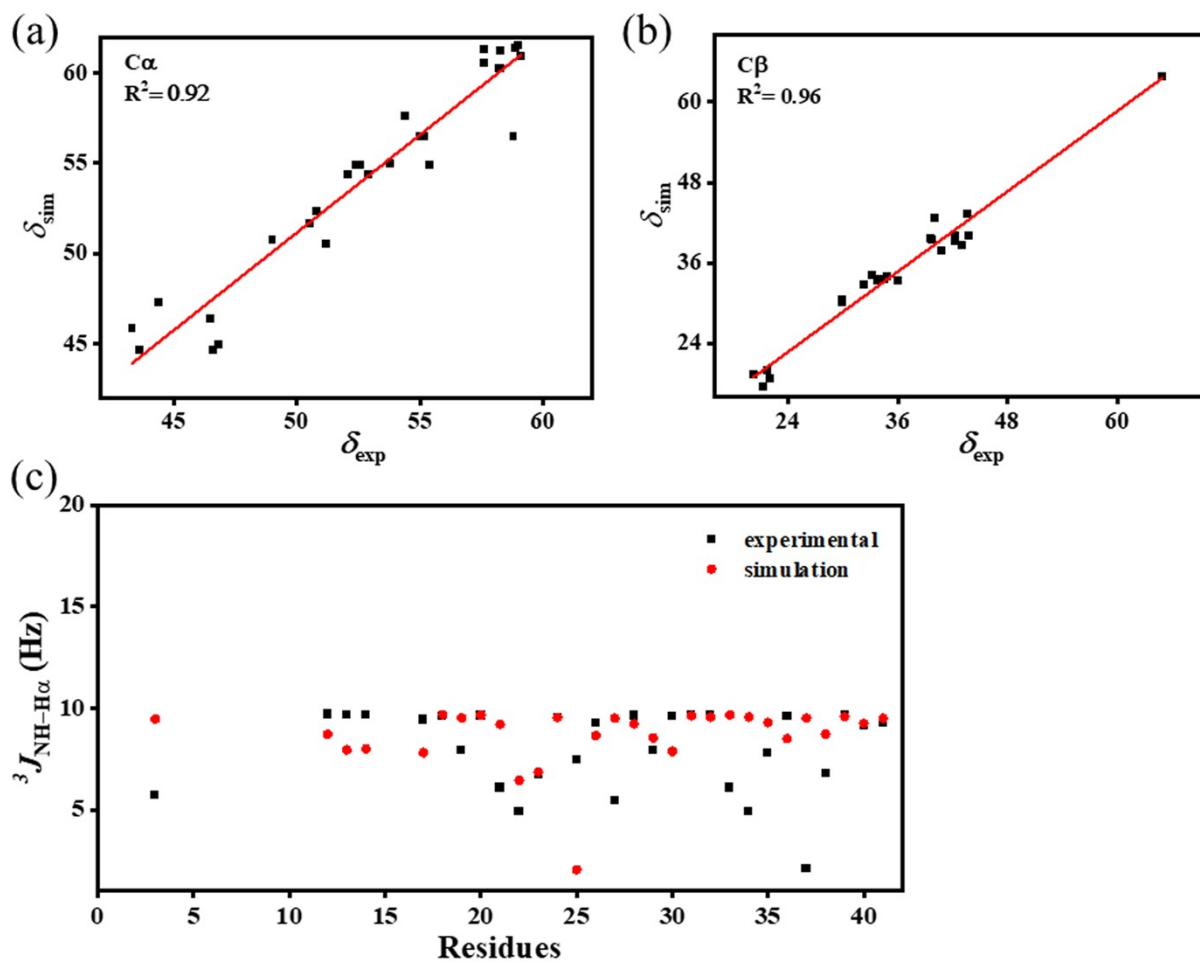 (a)
Cα
R²= 0.92
60
55
50
45
δsim
45
50
55
60
δexp
(b)
Cβ
R²= 0.96
60
48
36
24
δsim
24
36
48
60
δexp
(c)
20
15
10
5
³JNH−Hα (Hz)
experimental
simulation
0
5
10
15
20
25
30
35
40
Residues